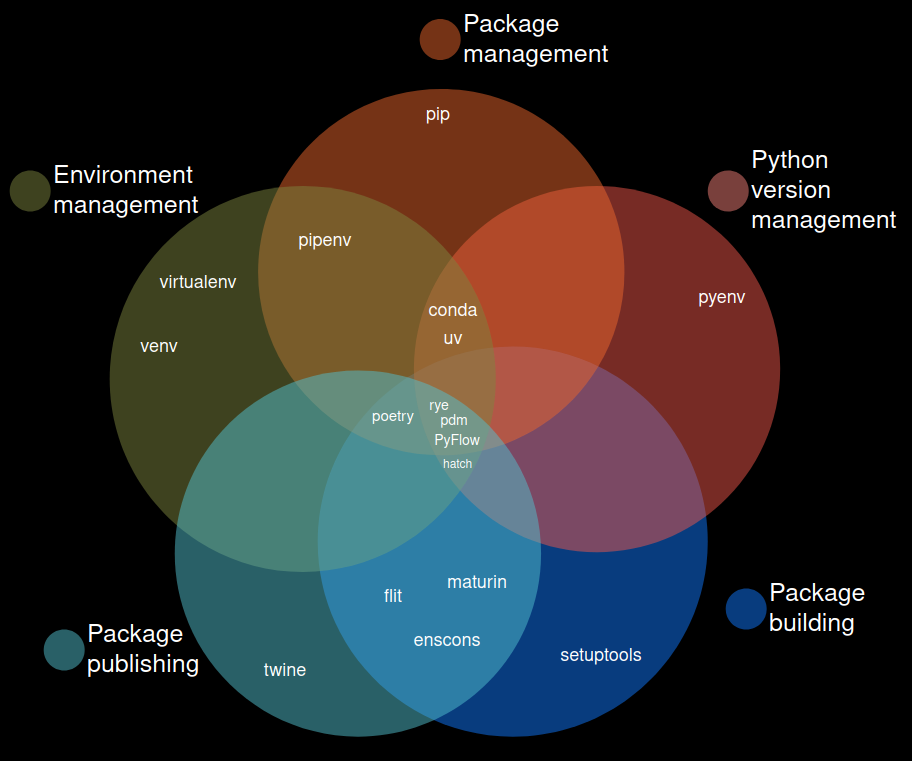 Package
management
pip
Python
version
management
Environment
management
pipenv
virtualenv
pyenv
conda
uv
venv
rye
poetry
pdm
PyFlow
hatch
maturin
flit
Package
building
enscons
Package
publishing
setuptools
twine